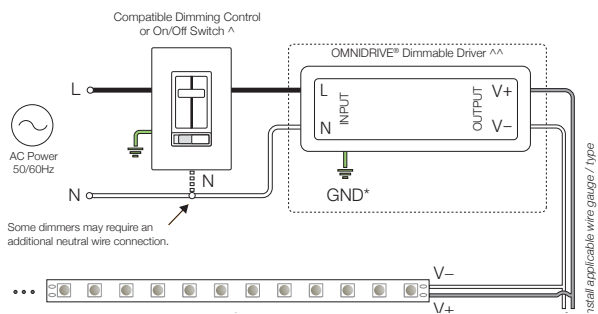 Compatible Dimming Control
or On/Off Switch ^
OMNIDRIVE® Dimmable Driver ^^
L
L
INPUT
N
OUTPUT
V+
V–
AC Power
50/60Hz
N
N
GND*
Some dimmers may require an
additional neutral wire connection.
applicable wire gauge / type
V–
V+